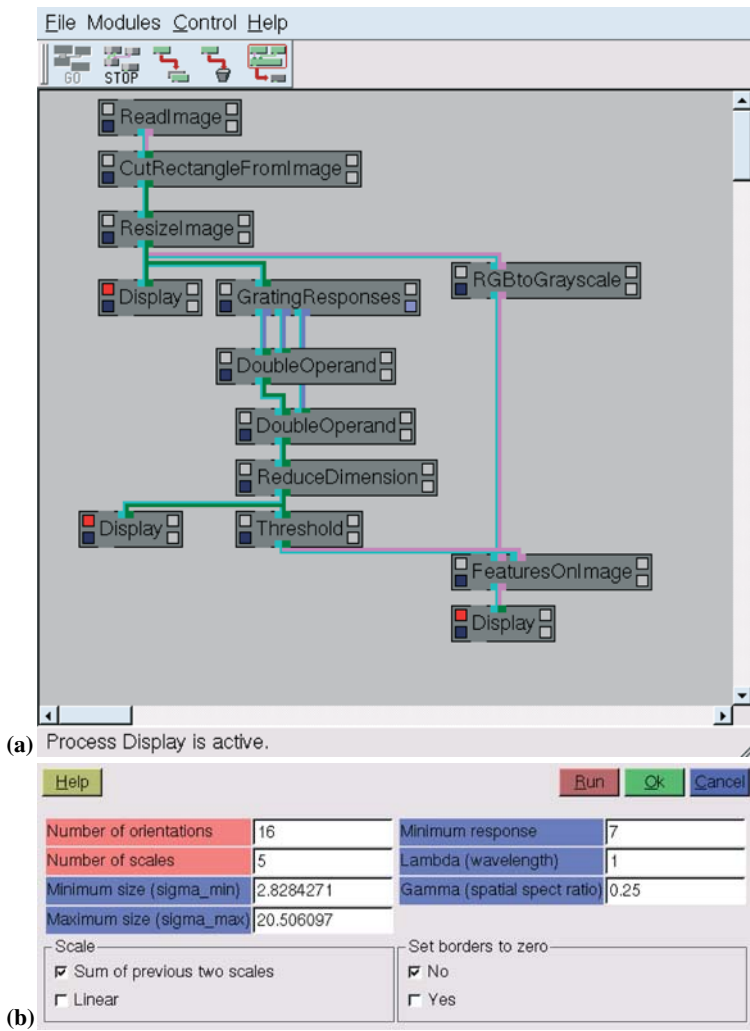 File Modules Control Help
GO STOP
ReadImage
CutRectangleFromImage
ResizeImage
RGBtoGrayscale
Display GratingResponses
DoubleOperand
DoubleOperand
ReduceDimension
Display Threshold
FeaturesOnImage
Display
(a) Process Display is active.
Help Run Ok Cancel
Number of orientations 16 Minimum response 7
Number of scales 5 Lambda (wavelength) 1
Minimum size (sigma_min) 2.8284271 Gamma (spatial spect ratio) 0.25
Maximum size (sigma_max) 20.506097
Scale Set borders to zero
Sum of previous two scales No
(b) Linear Yes